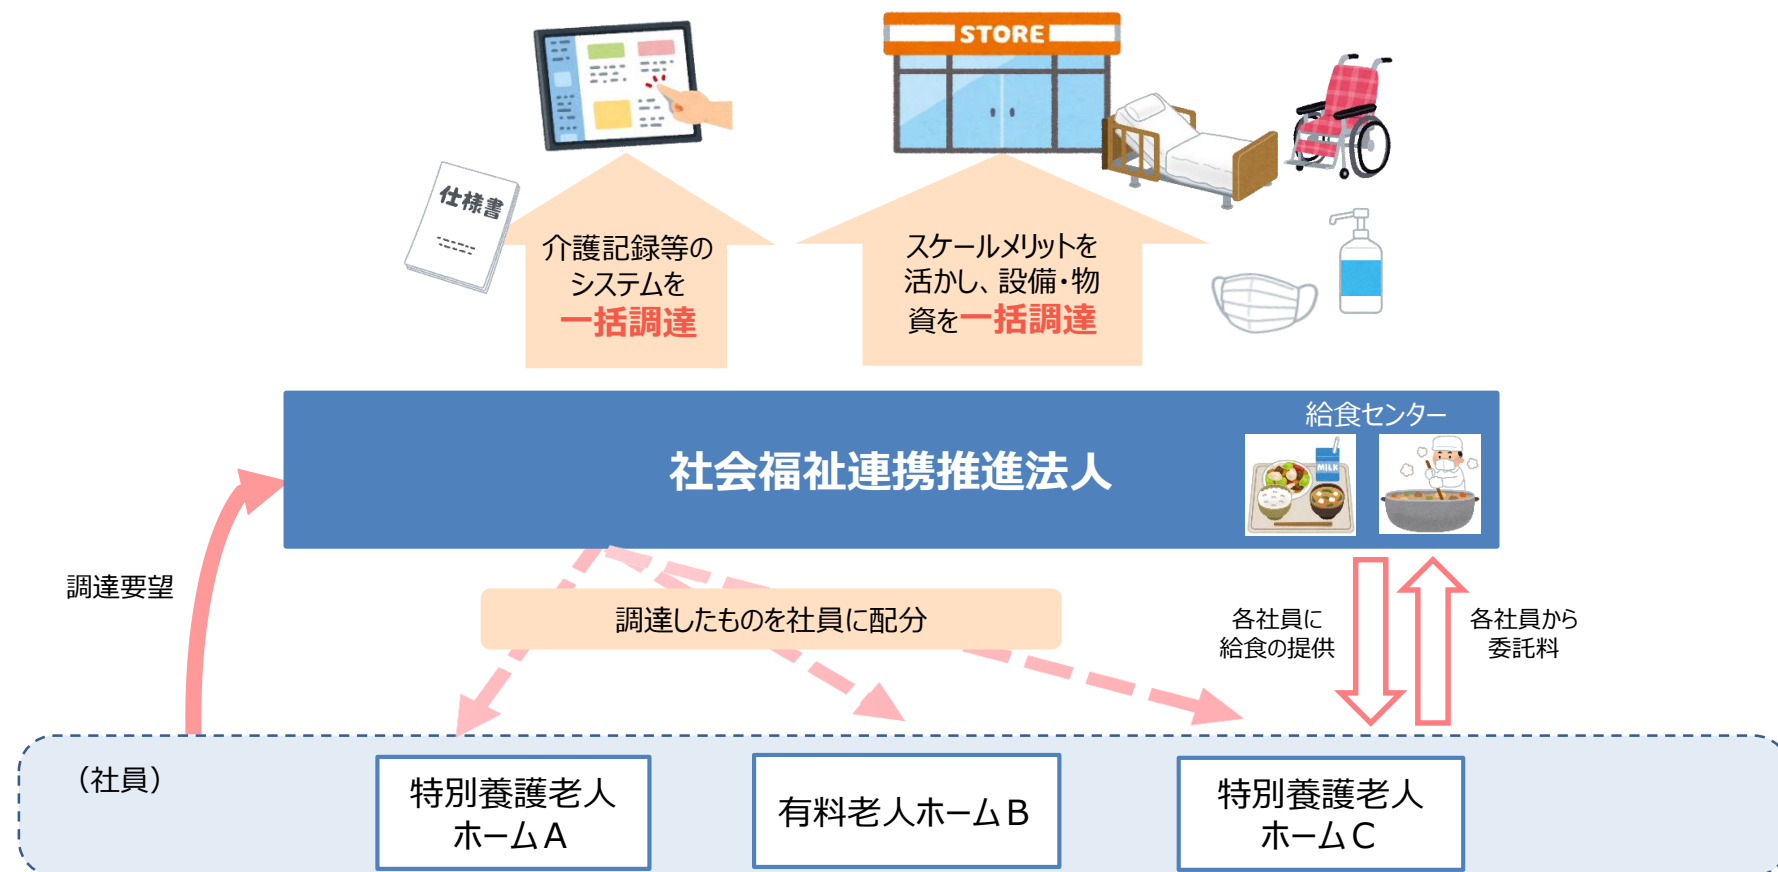 STORE
仕様書
介護記録等の
システムを
一括調達
スケールメリットを
活かし、設備・物
資を一括調達
給食センター
MILK
社会福祉連携推進法人
調達要望
調達したものを社員に配分
各社員に
給食の提供
各社員から
委託料
（社員）
特別養護老人
ホームA
有料老人ホームB
特別養護老人
ホームC